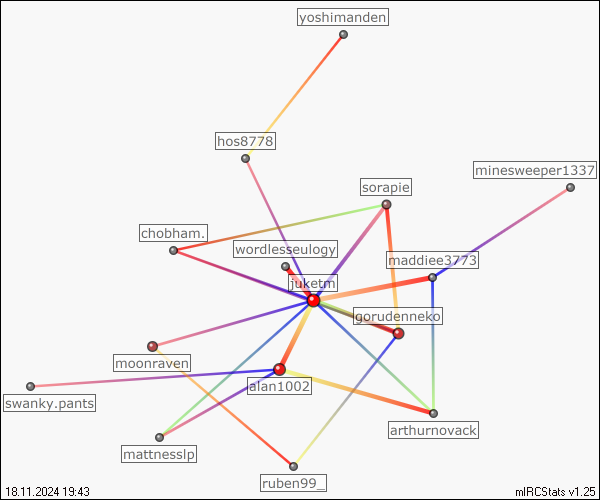 yoshimanden
hos8778
minesweeper1337
sorapie
chobham.
wordlesseulogy
maddiee3773
juketm
gorudenneko
moonraven
alan1002
swanky.pants
arthurnovack
mattnesslp
ruben99_
18.11.2024 19:43
mIRCStats v1.25